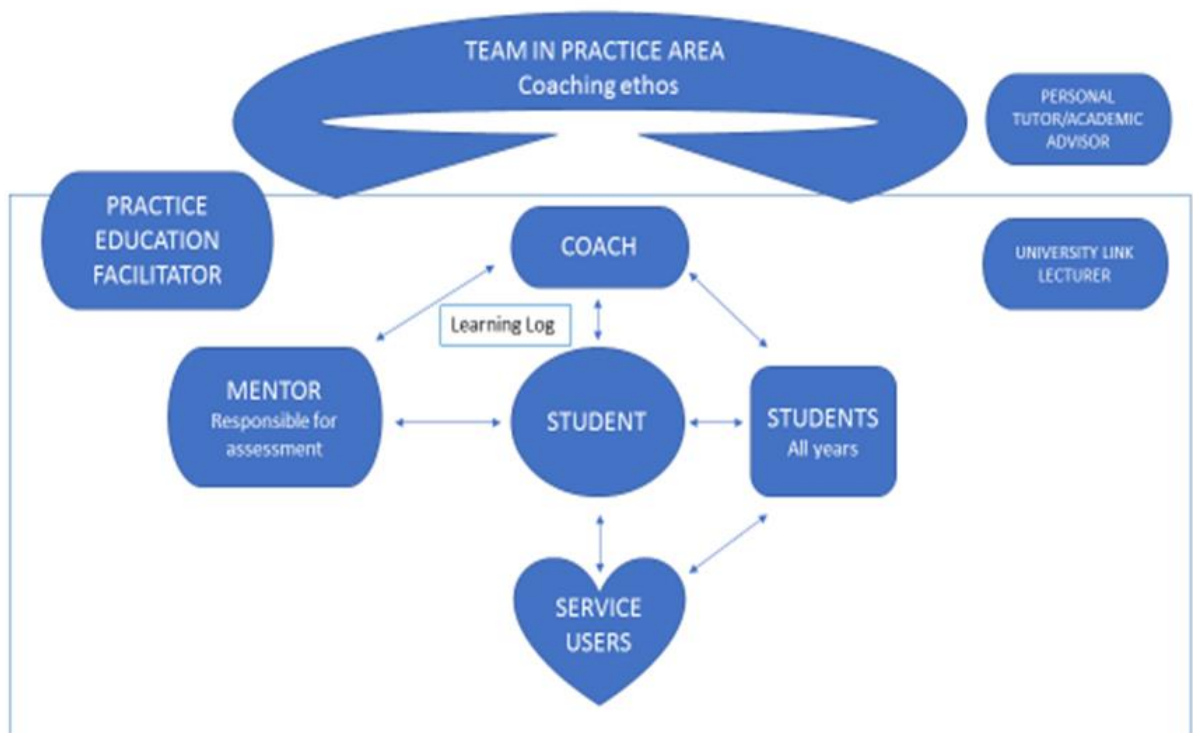 TEAM IN PRACTICE AREA
Coaching ethos
PERSONAL
TUTOR/ACADEMIC
ADVISOR
PRACTICE
EDUCATION
FACILITATOR
COACH
UNIVERSITY LINK
LECTURER
Learning Log
MENTOR
Responsible for
assessment
STUDENT
STUDENTS
All years
SERVICE
USERS